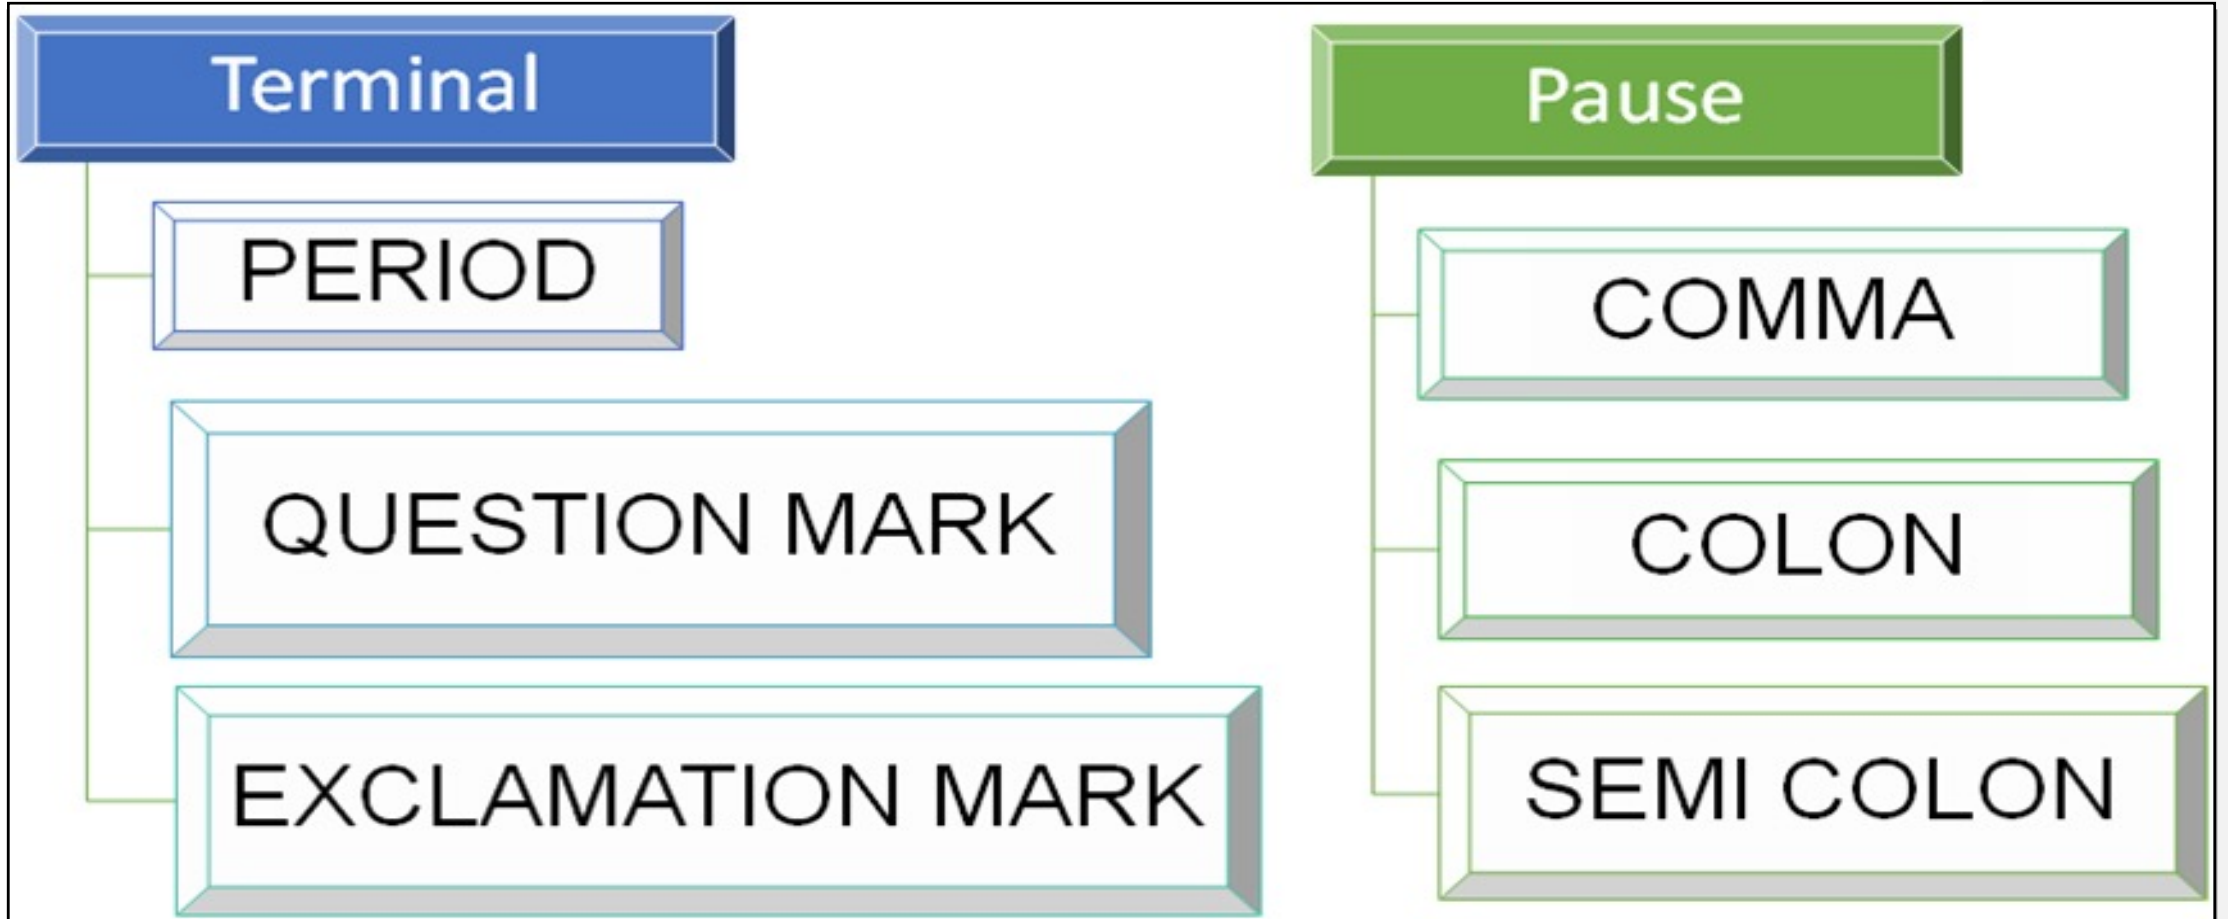 Terminal
PERIOD
QUESTION MARK
EXCLAMATION MARK
Pause
COMMA
COLON
SEMI COLON